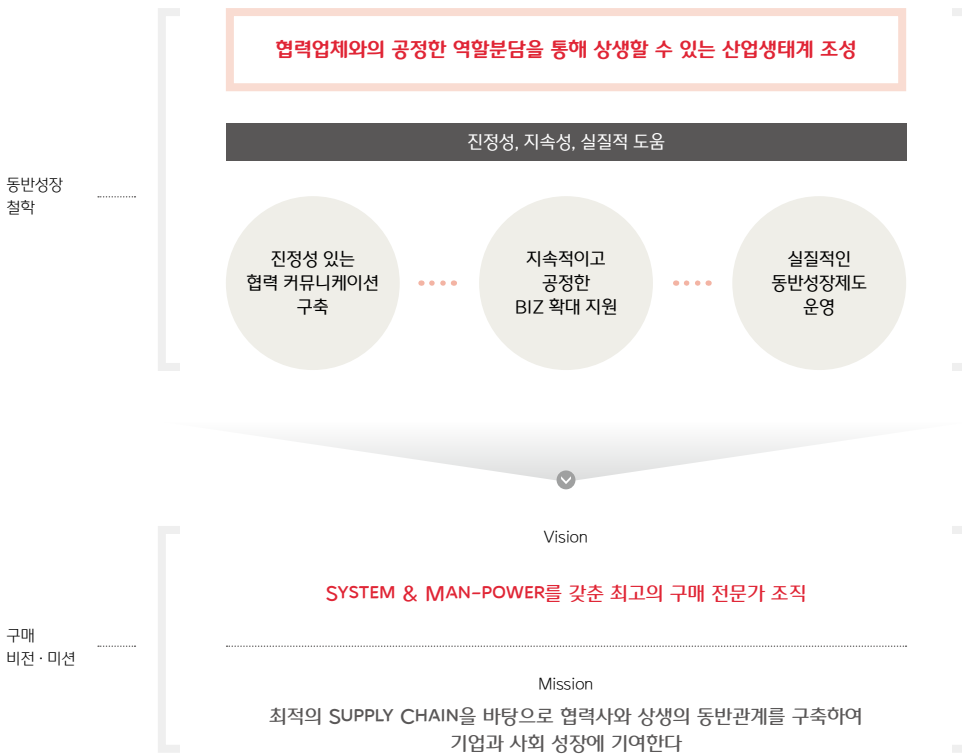 협력업체와의 공정한 역할분담을 통해 상생할 수 있는 산업생태계 조성
진정성, 지속성, 실질적 도움
동반성장
철학
진정성 있는
협력 커뮤니케이션
구축
지속적이고
공정한
BIZ 확대 지원
실질적인
동반성장제도
운영
Vision
SYSTEM & MAN-POWER를 갖춘 최고의 구매 전문가 조직
구매
비전 · 미션
Mission
최적의 SUPPLY CHAIN을 바탕으로 협력사와 상생의 동반관계를 구축하여
기업과 사회 성장에 기여한다